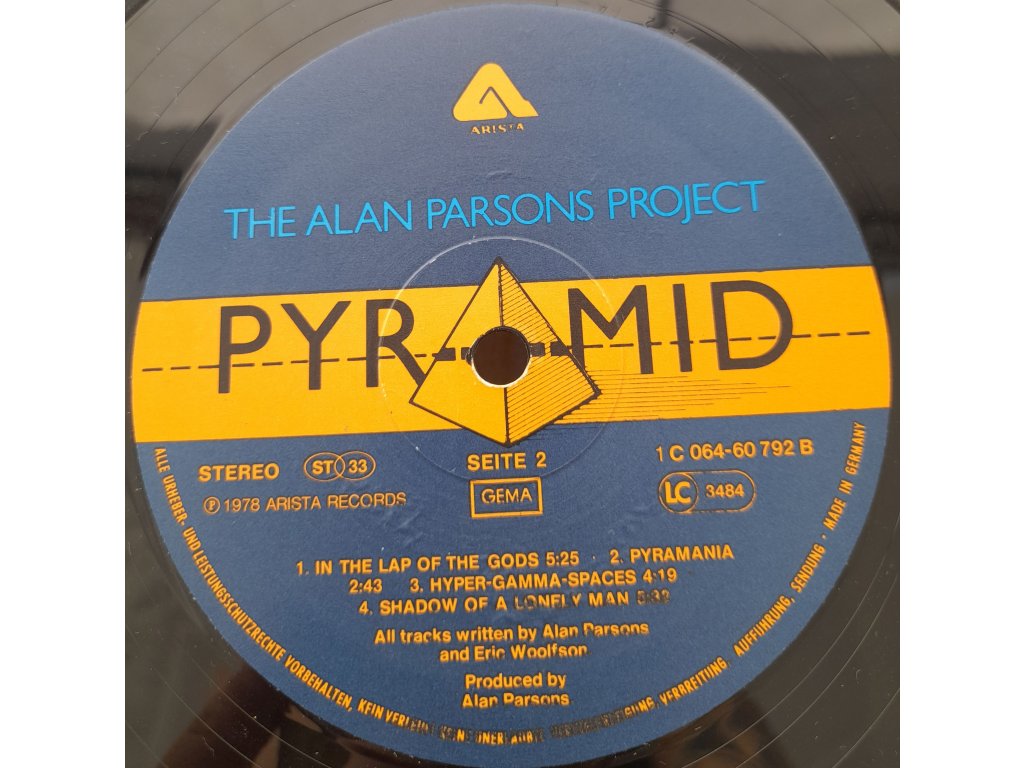 ARISTA
THE ALAN PARSONS PROJECT
PYRAMID
STEREO ST 33
SEITE 2
1 C 064-60 792 B
℗ 1978 ARISTA RECORDS
GEMA
LC 3484
1. IN THE LAP OF THE GODS 5:25 · 2. PYRAMANIA
2:43 3. HYPER-GAMMA-SPACES 4:19
4. SHADOW OF A LONELY MAN
All tracks written by Alan Parsons
and Eric Woolfson
Produced by
Alan Parsons
ALLE URHEBER- UND LEISTUNGSSCHUTZRECHTE VORBEHALTEN, KEIN VERLEIH! KEINE UNERLAUBTE VERBREITUNG, AUFFÜHRUNG, SENDUNG · MADE IN GERMANY